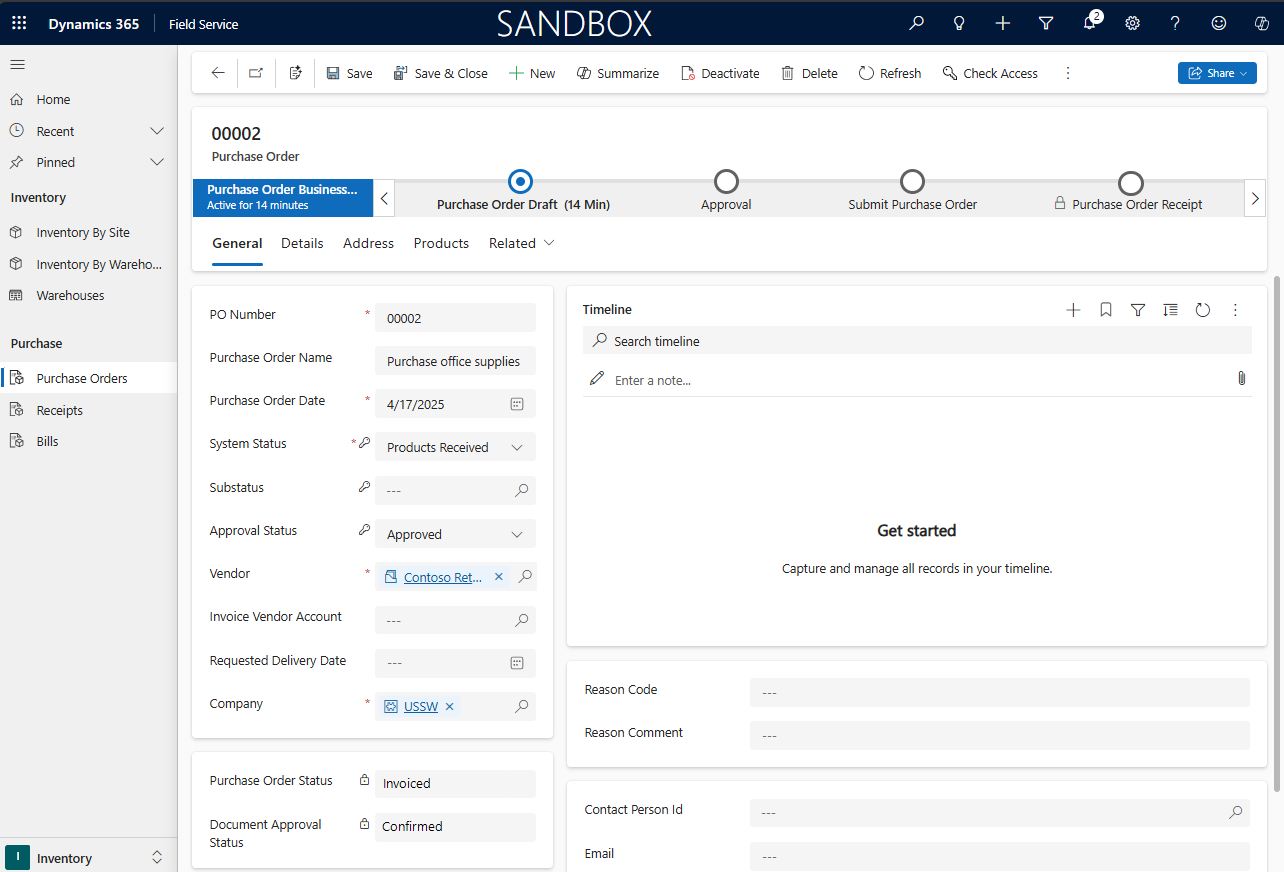 Dynamics 365 Field Service SANDBOX 2
Save Save & Close New Summarize Deactivate Delete Refresh Check Access Share
Home
Recent
Pinned
Inventory
Inventory By Site
Inventory By Wareho...
Warehouses
Purchase
Purchase Orders
Receipts
Bills
I Inventory
00002
Purchase Order
Purchase Order Business...
Active for 14 minutes
Purchase Order Draft (14 Min) Approval Submit Purchase Order Purchase Order Receipt
General Details Address Products Related
PO Number * 00002
Purchase Order Name Purchase office supplies
Purchase Order Date * 4/17/2025
System Status * Products Received
Substatus ---
Approval Status Approved
Vendor * Contoso Ret...
Invoice Vendor Account ---
Requested Delivery Date ---
Company * USSW
Purchase Order Status Invoiced
Document Approval
Status
Confirmed
Timeline
Search timeline
Enter a note...
Get started
Capture and manage all records in your timeline.
Reason Code ---
Reason Comment ---
Contact Person Id ---
Email ---